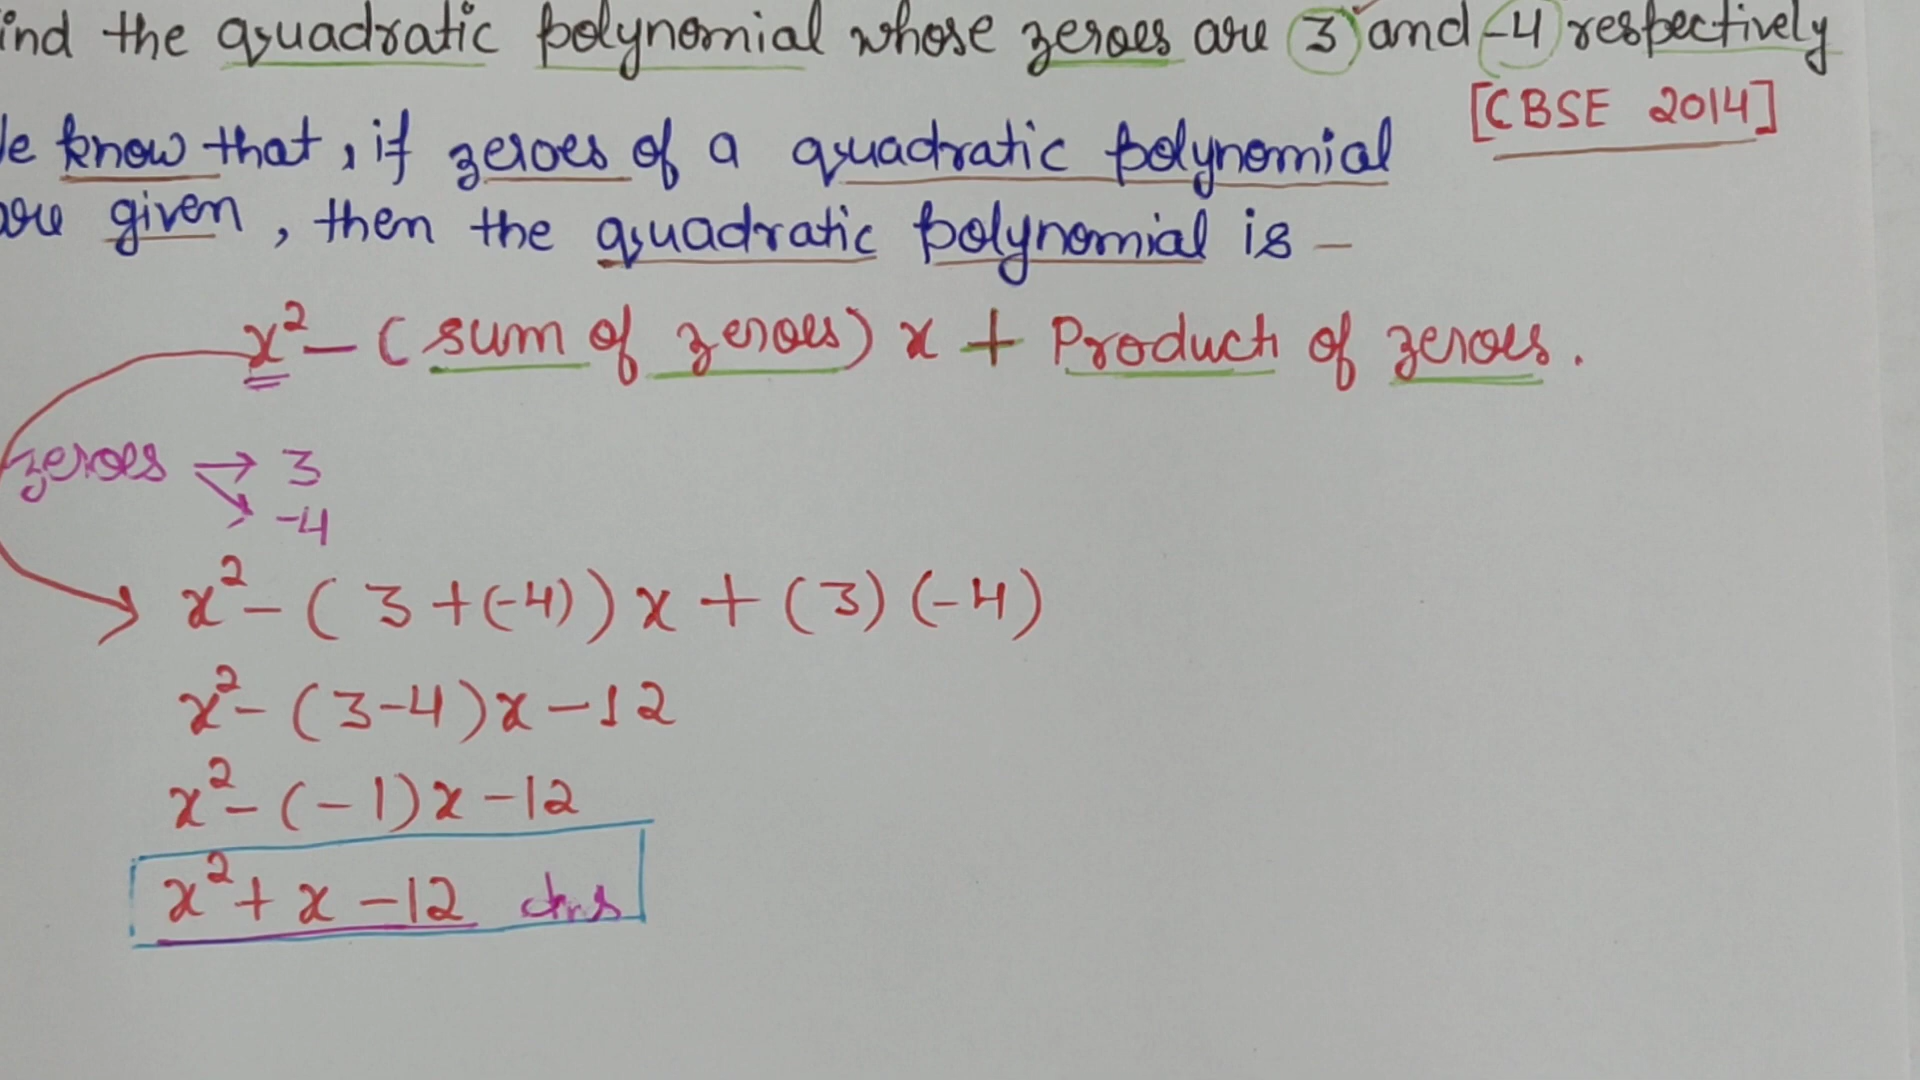 ind the quadratic polynomial whose zeroes are 3 and -4 respectively
[CBSE 2014]
e know that, if zeroes of a quadratic polynomial
are given, then the quadratic polynomial is –
x² – (sum of zeroes) x + Product of zeroes.
zeroes → 3
-4
x² – (3 + (-4)) x + (3) (-4)
x² – (3-4) x – 12
x² – (-1) x – 12
x² + x – 12 Ans